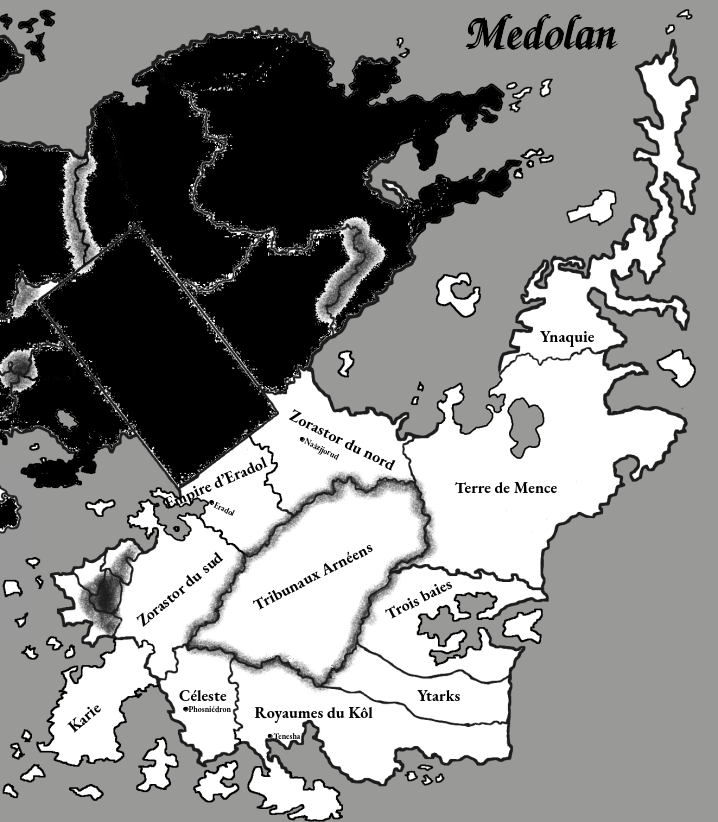 Medolan
Ynaquie
Zorastor du nord
Naïrjjorud
Empire d'Eradol
Eradol
Terre de Mence
Tribunaux Arnéens
Zorastor du sud
Trois baies
Céleste
Phosniédron
Ytarks
Karie
Royaumes du Kôl
Tenesha